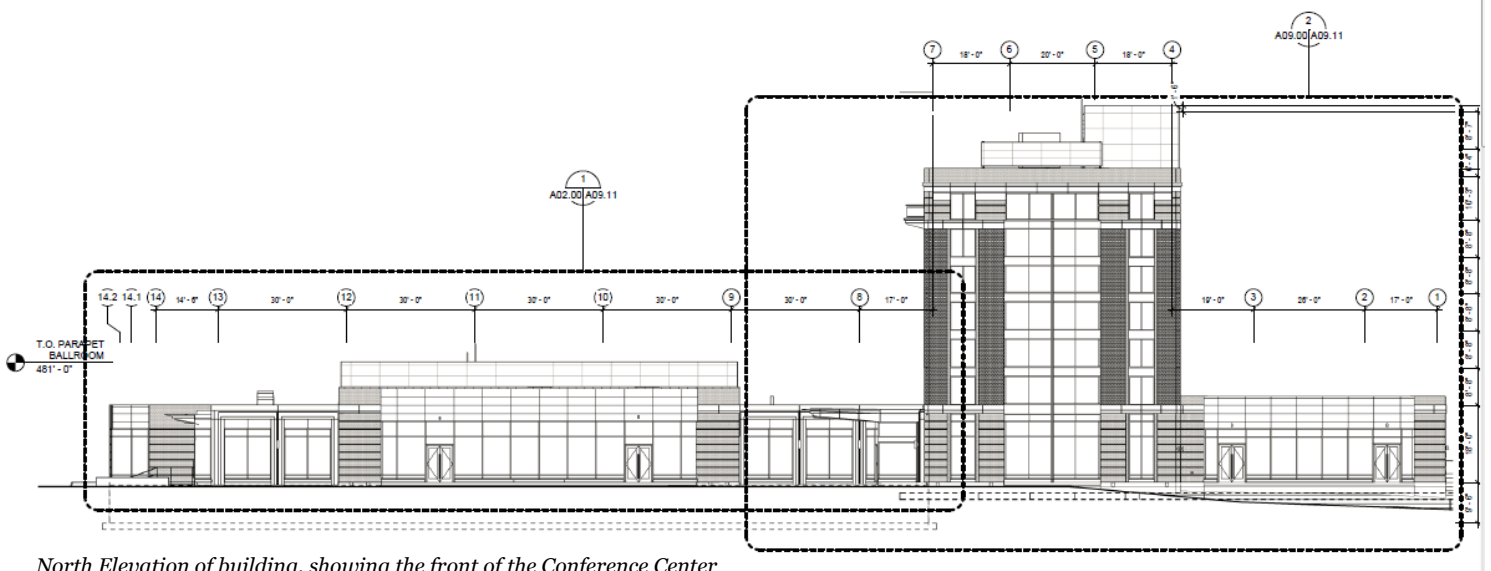 2
A09.00 A09.11
7 18' - 0" 6 20' - 0" 5 18' - 0" 4
1
A02.00 A09.11
14.2 14.1 14 14' - 6" 13 30' - 0" 12 30' - 0" 11 30' - 0" 10 30' - 0" 9 30' - 0" 8 17' - 0"
19' - 0" 3 26' - 0" 2 17' - 0" 1
T.O. PARAPET
BALLROOM
481' - 0"
North Elevation of building, showing the front of the Conference Center